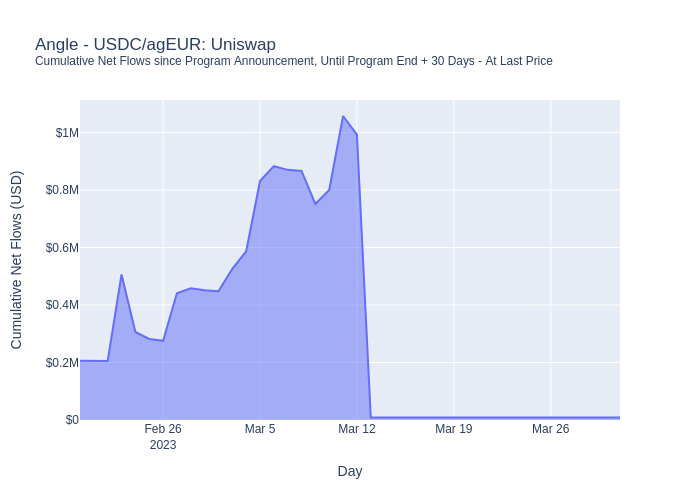 Angle - USDC/agEUR: Uniswap
Cumulative Net Flows since Program Announcement, Until Program End + 30 Days - At Last Price
Cumulative Net Flows (USD)
$1M
$0.8M
$0.6M
$0.4M
$0.2M
$0
Feb 26
2023
Mar 5
Mar 12
Mar 19
Mar 26
Day